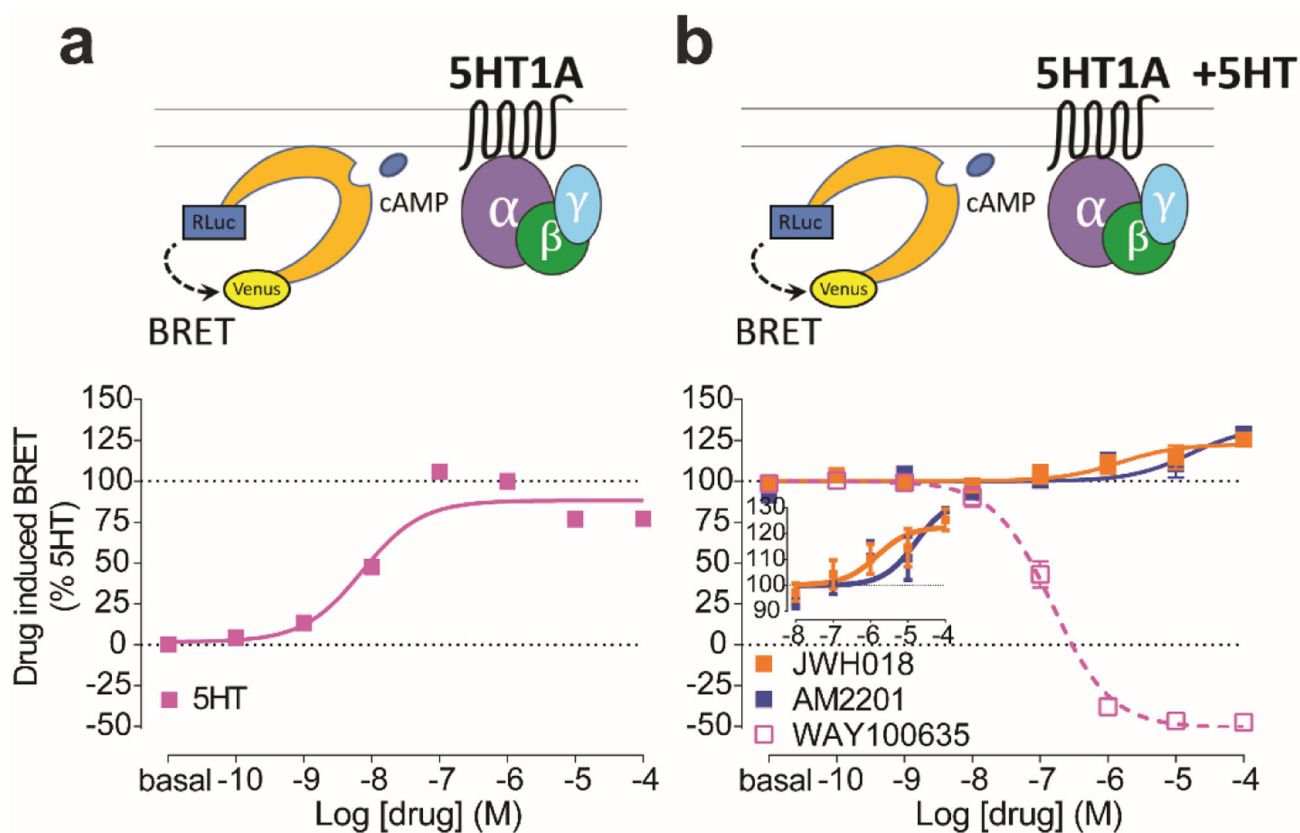 a
5HT1A
cAMP
RLuc
Venus
BRET
α
β
γ
Drug induced BRET
(% 5HT)
150
125
100
75
50
25
0
-25
-50
5HT
basal -10 -9 -8 -7 -6 -5 -4
Log [drug] (M)
b
5HT1A +5HT
cAMP
RLuc
Venus
BRET
α
β
γ
150
125
100
75
50
25
0
-25
-50
130
120
110
100
90
-8 -7 -6 -5 -4
JWH018
AM2201
WAY100635
basal -10 -9 -8 -7 -6 -5 -4
Log [drug] (M)